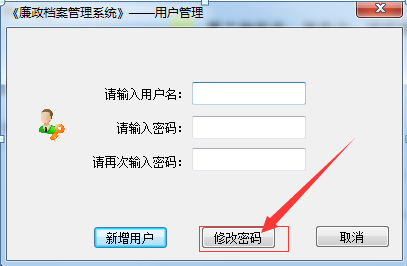 《廉政档案管理系统》——用户管理
请输入用户名：
请输入密码：
请再次输入密码：
新增用户 修改密码 取消